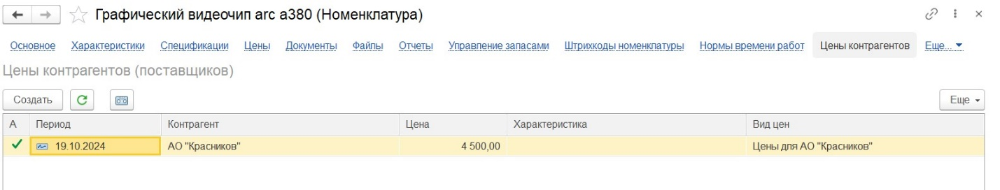 Графический видеочип arc a380 (Номенклатура)
Основное Характеристики Спецификации Цены Документы Файлы Отчеты Управление запасами Штрихкоды номенклатуры Нормы времени работ Цены контрагентов Еще...
Цены контрагентов (поставщиков)
Создать Еще
А Период Контрагент Цена Характеристика Вид цен
19.10.2024 АО "Красников" 4 500,00 Цены для АО "Красников"